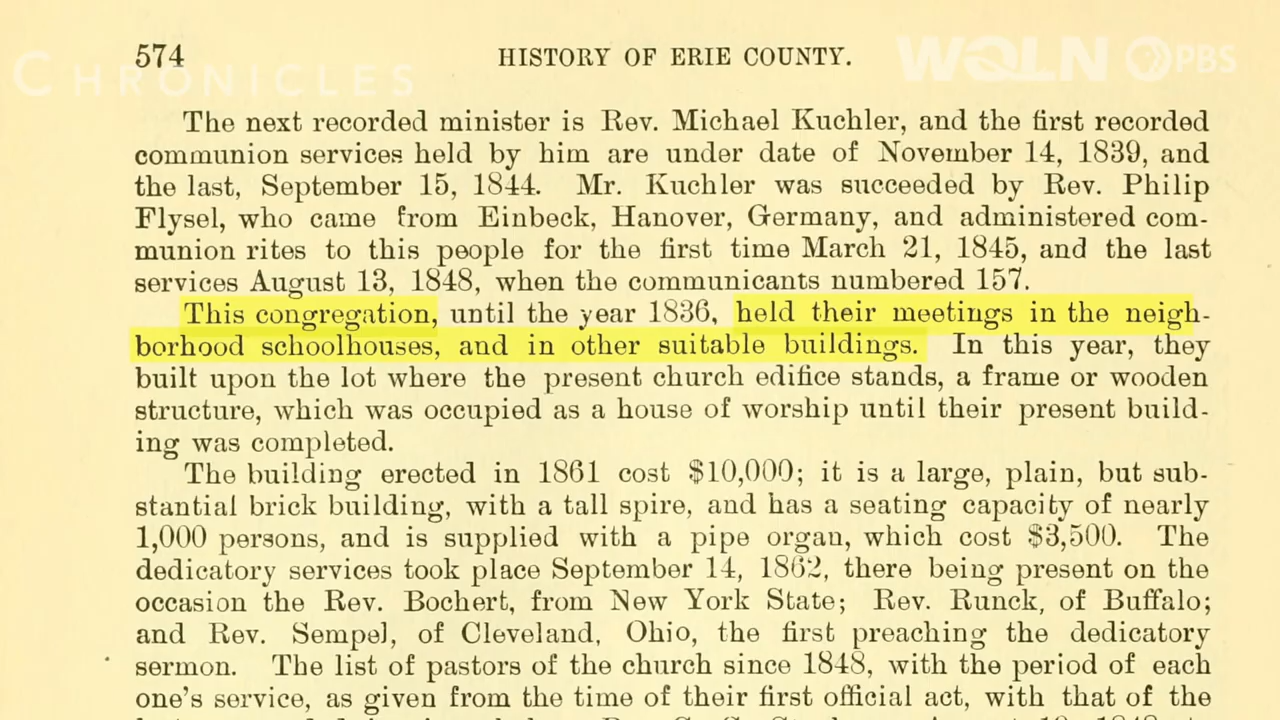 574 HISTORY OF ERIE COUNTY.
CHRONICLES
WQLN PBS
The next recorded minister is Rev. Michael Kuchler, and the first recorded
communion services held by him are under date of November 14, 1839, and
the last, September 15, 1844. Mr. Kuchler was succeeded by Rev. Philip
Flysel, who came from Einbeck, Hanover, Germany, and administered com-
munion rites to this people for the first time March 21, 1845, and the last
services August 13, 1848, when the communicants numbered 157.
This congregation, until the year 1836, held their meetings in the neigh-
borhood schoolhouses, and in other suitable buildings. In this year, they
built upon the lot where the present church edifice stands, a frame or wooden
structure, which was occupied as a house of worship until their present build-
ing was completed.
The building erected in 1861 cost $10,000; it is a large, plain, but sub-
stantial brick building, with a tall spire, and has a seating capacity of nearly
1,000 persons, and is supplied with a pipe organ, which cost $3,500. The
dedicatory services took place September 14, 1862, there being present on the
occasion the Rev. Bochert, from New York State; Rev. Runck, of Buffalo;
and Rev. Sempel, of Cleveland, Ohio, the first preaching the dedicatory
sermon. The list of pastors of the church since 1848, with the period of each
one's service, as given from the time of their first official act, with that of the